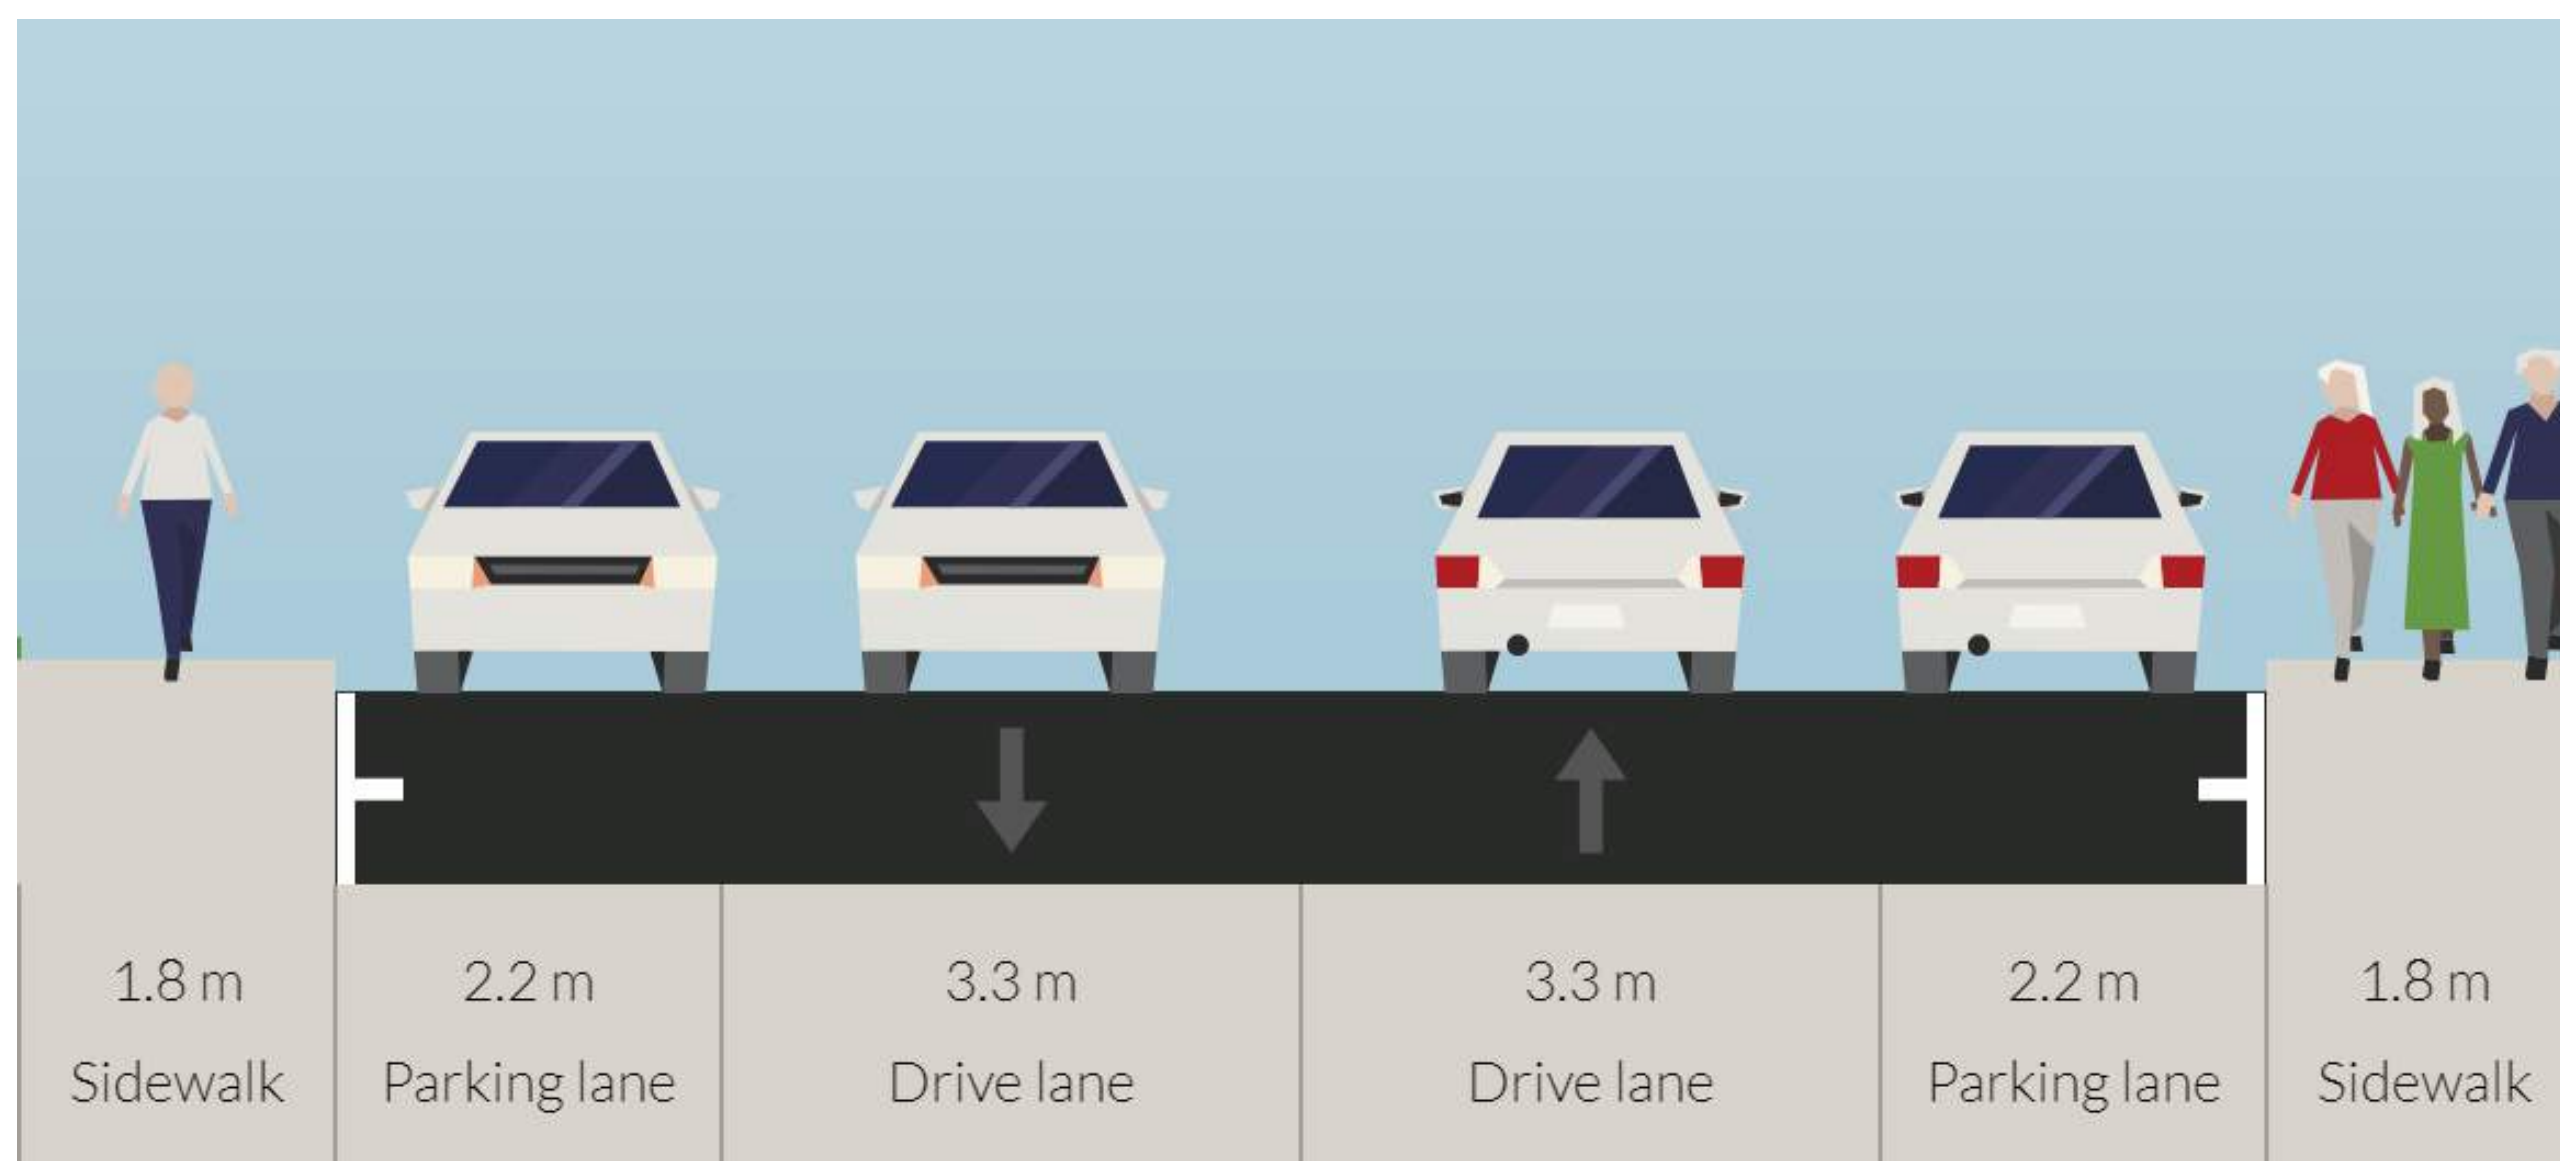 1.8 m
Sidewalk
2.2 m
Parking lane
3.3 m
Drive lane
3.3 m
Drive lane
2.2 m
Parking lane
1.8 m
Sidewalk